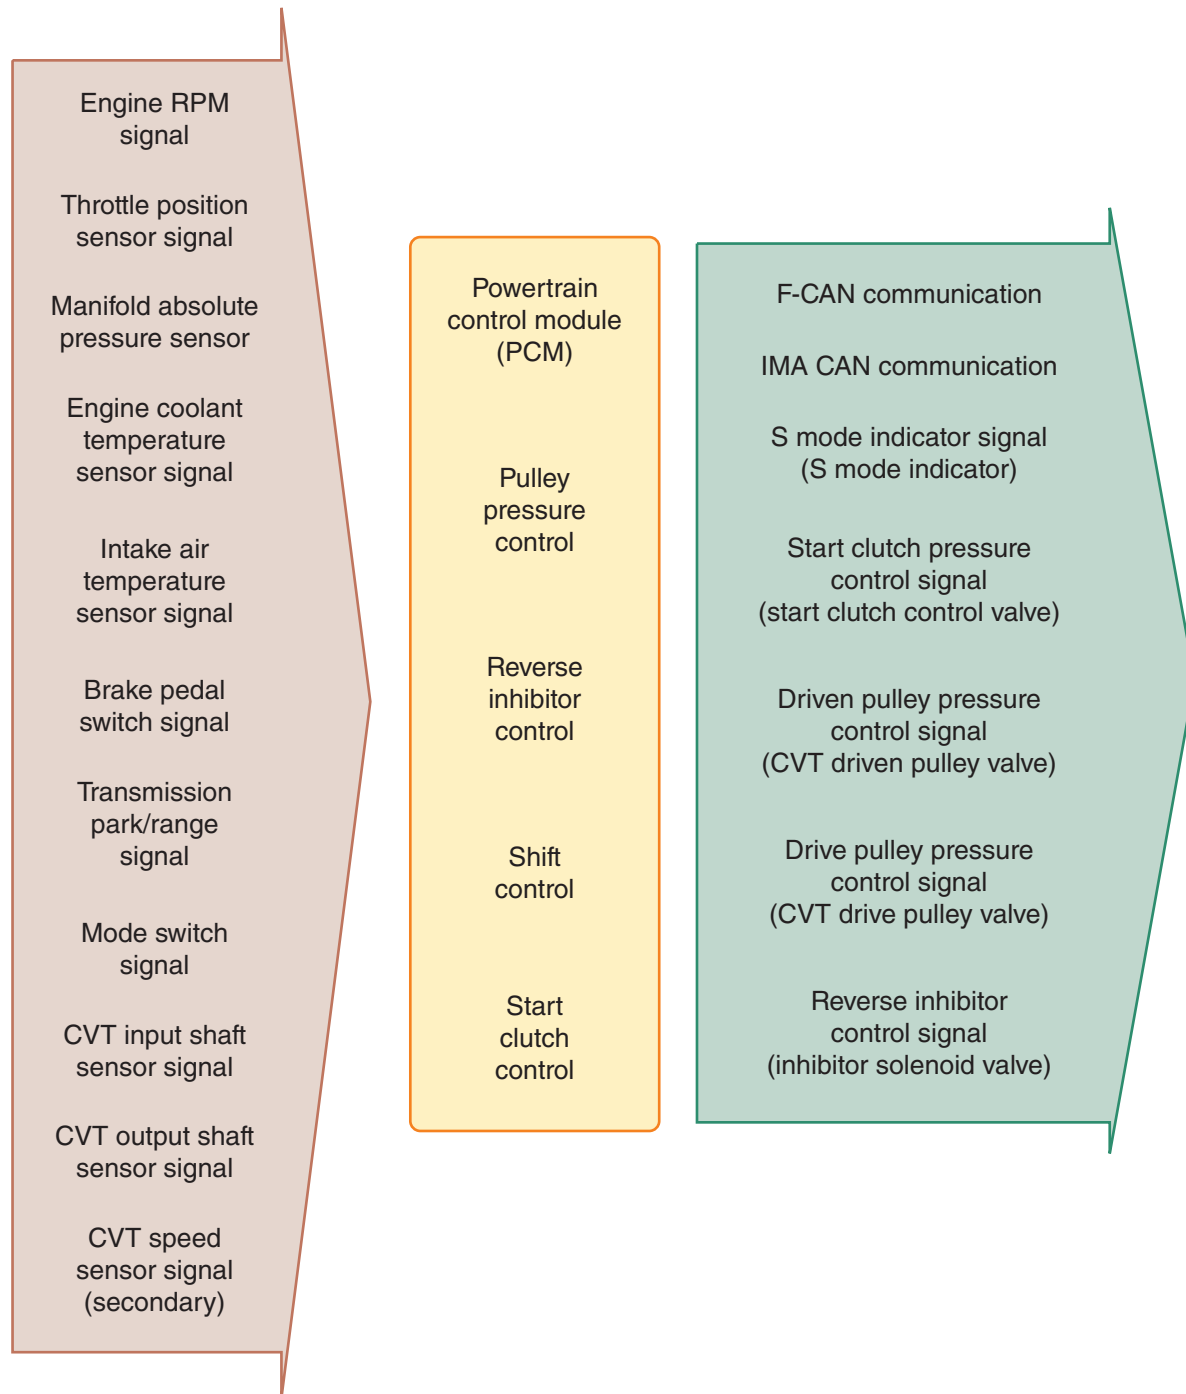 Engine RPM
signal
Throttle position
sensor signal
Manifold absolute
pressure sensor
Engine coolant
temperature
sensor signal
Intake air
temperature
sensor signal
Brake pedal
switch signal
Transmission
park/range
signal
Mode switch
signal
CVT input shaft
sensor signal
CVT output shaft
sensor signal
CVT speed
sensor signal
(secondary)
Powertrain
control module
(PCM)
Pulley
pressure
control
Reverse
inhibitor
control
Shift
control
Start
clutch
control
F-CAN communication
IMA CAN communication
S mode indicator signal
(S mode indicator)
Start clutch pressure
control signal
(start clutch control valve)
Driven pulley pressure
control signal
(CVT driven pulley valve)
Drive pulley pressure
control signal
(CVT drive pulley valve)
Reverse inhibitor
control signal
(inhibitor solenoid valve)